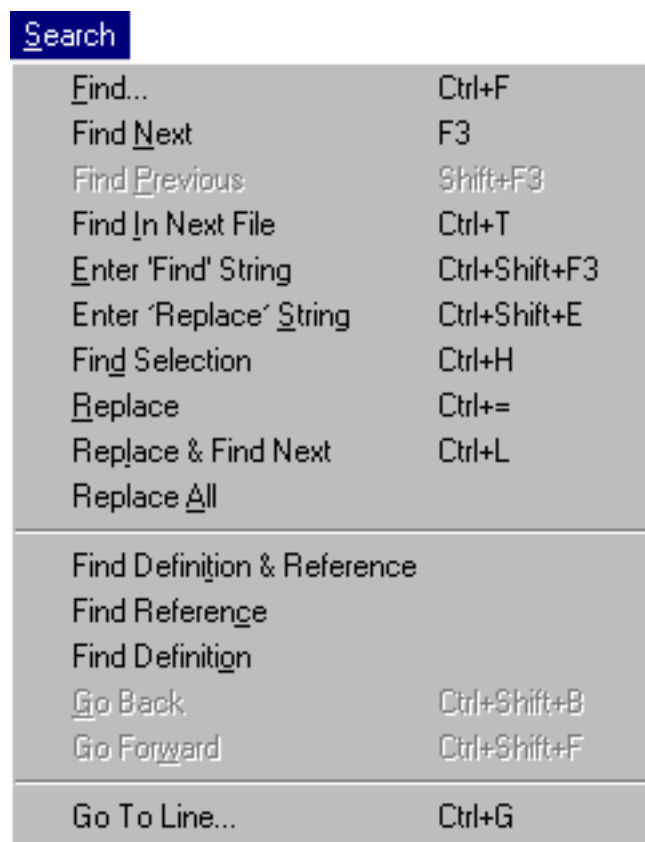 Search
Find... Ctrl+F
Find Next F3
Find Previous Shift+F3
Find In Next File Ctrl+T
Enter 'Find' String Ctrl+Shift+F3
Enter ´Replace´ String Ctrl+Shift+E
Find Selection Ctrl+H
Replace Ctrl+=
Replace & Find Next Ctrl+L
Replace All
Find Definition & Reference
Find Reference
Find Definition
Go Back Ctrl+Shift+B
Go Forward Ctrl+Shift+F
Go To Line... Ctrl+G